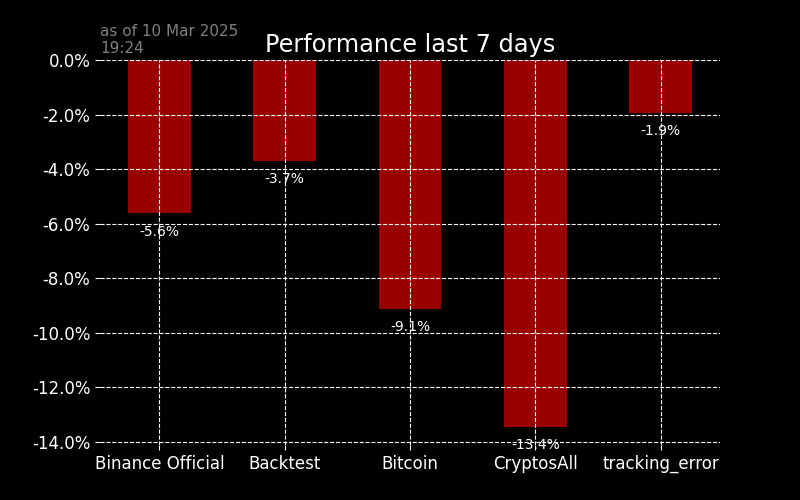 as of 10 Mar 2025
19:24
Performance last 7 days
0.0%
-2.0%
-4.0%
-6.0%
-8.0%
-10.0%
-12.0%
-14.0%
-5.6%
-3.7%
-9.1%
-13.4%
-1.9%
Binance Official
Backtest
Bitcoin
CryptosAll
tracking_error